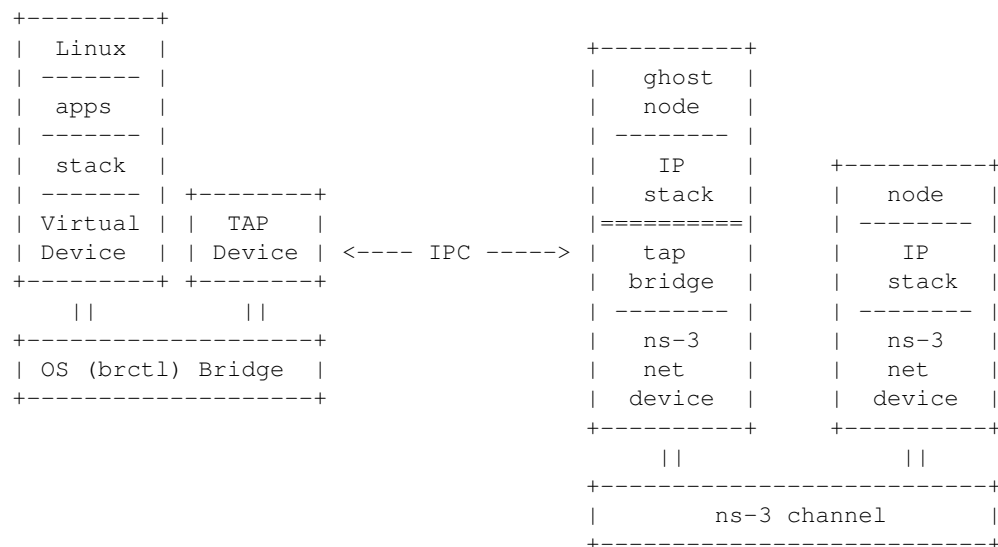 +---------+
|  Linux  |                             +----------+
| ------- |                             |   ghost  |
|  apps   |                             |   node   |
| ------- |                             | -------- |
|  stack  |                             |    IP    |     +----------+
| ------- | +--------+                  |   stack  |     |   node   |
| Virtual | |  TAP   |                  |==========|     | -------- |
| Device  | | Device | <---- IPC -----> |   tap    |     |    IP    |
+---------+ +--------+                  |  bridge  |     |   stack  |
    ||          ||                      | -------- |     | -------- |
+--------------------+                  |   ns-3   |     |   ns-3   |
| OS (brctl) Bridge  |                  |   net    |     |   net    |
+--------------------+                  |  device  |     |  device  |
                                        +----------+     +----------+
                                             ||               ||
                                        +---------------------------+
                                        |        ns-3 channel       |
                                        +---------------------------+